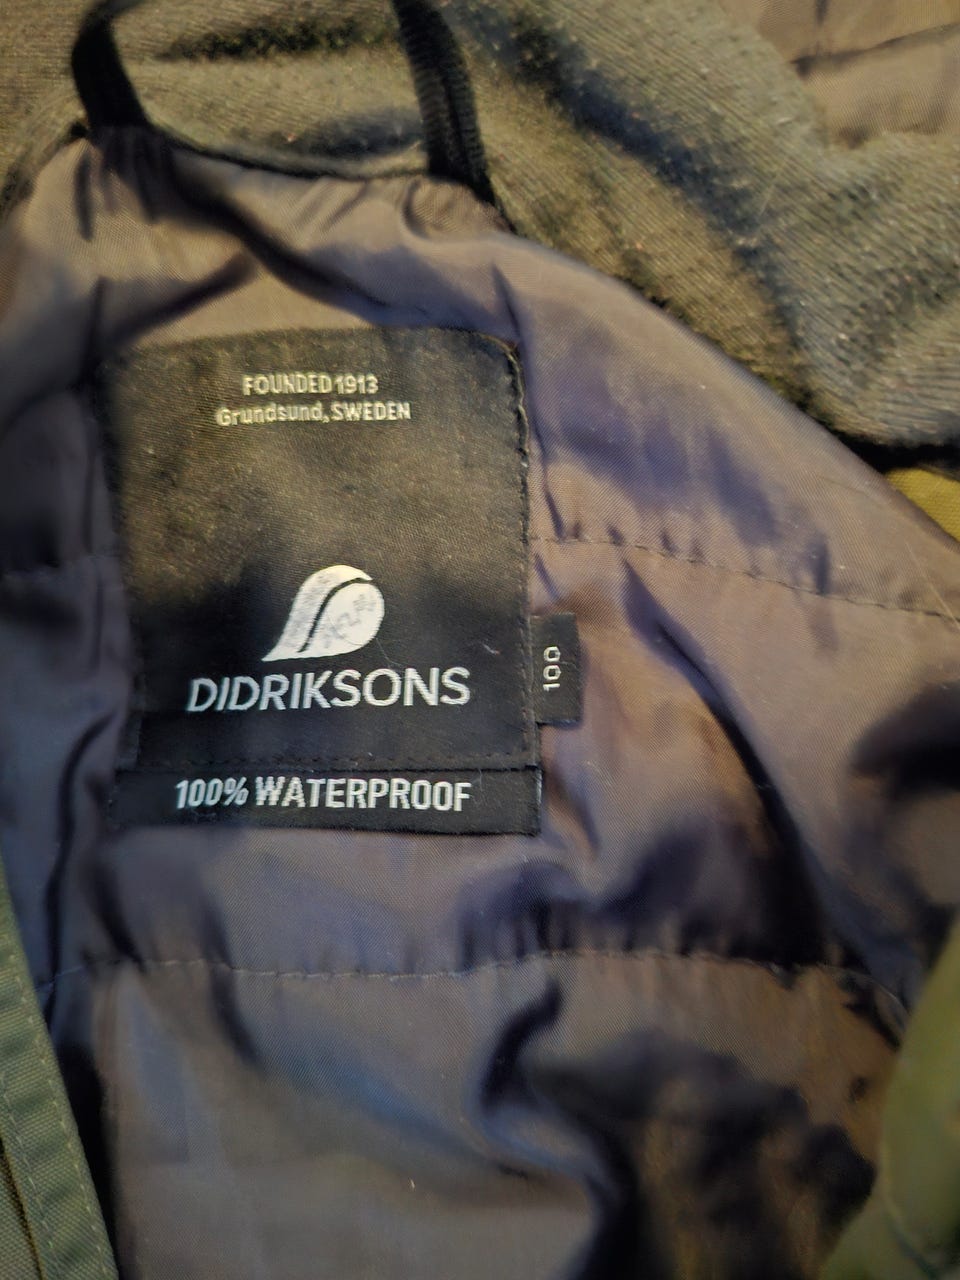 FOUNDED 1913
Grundsund, SWEDEN
DIDRIKSONS
100
100% WATERPROOF